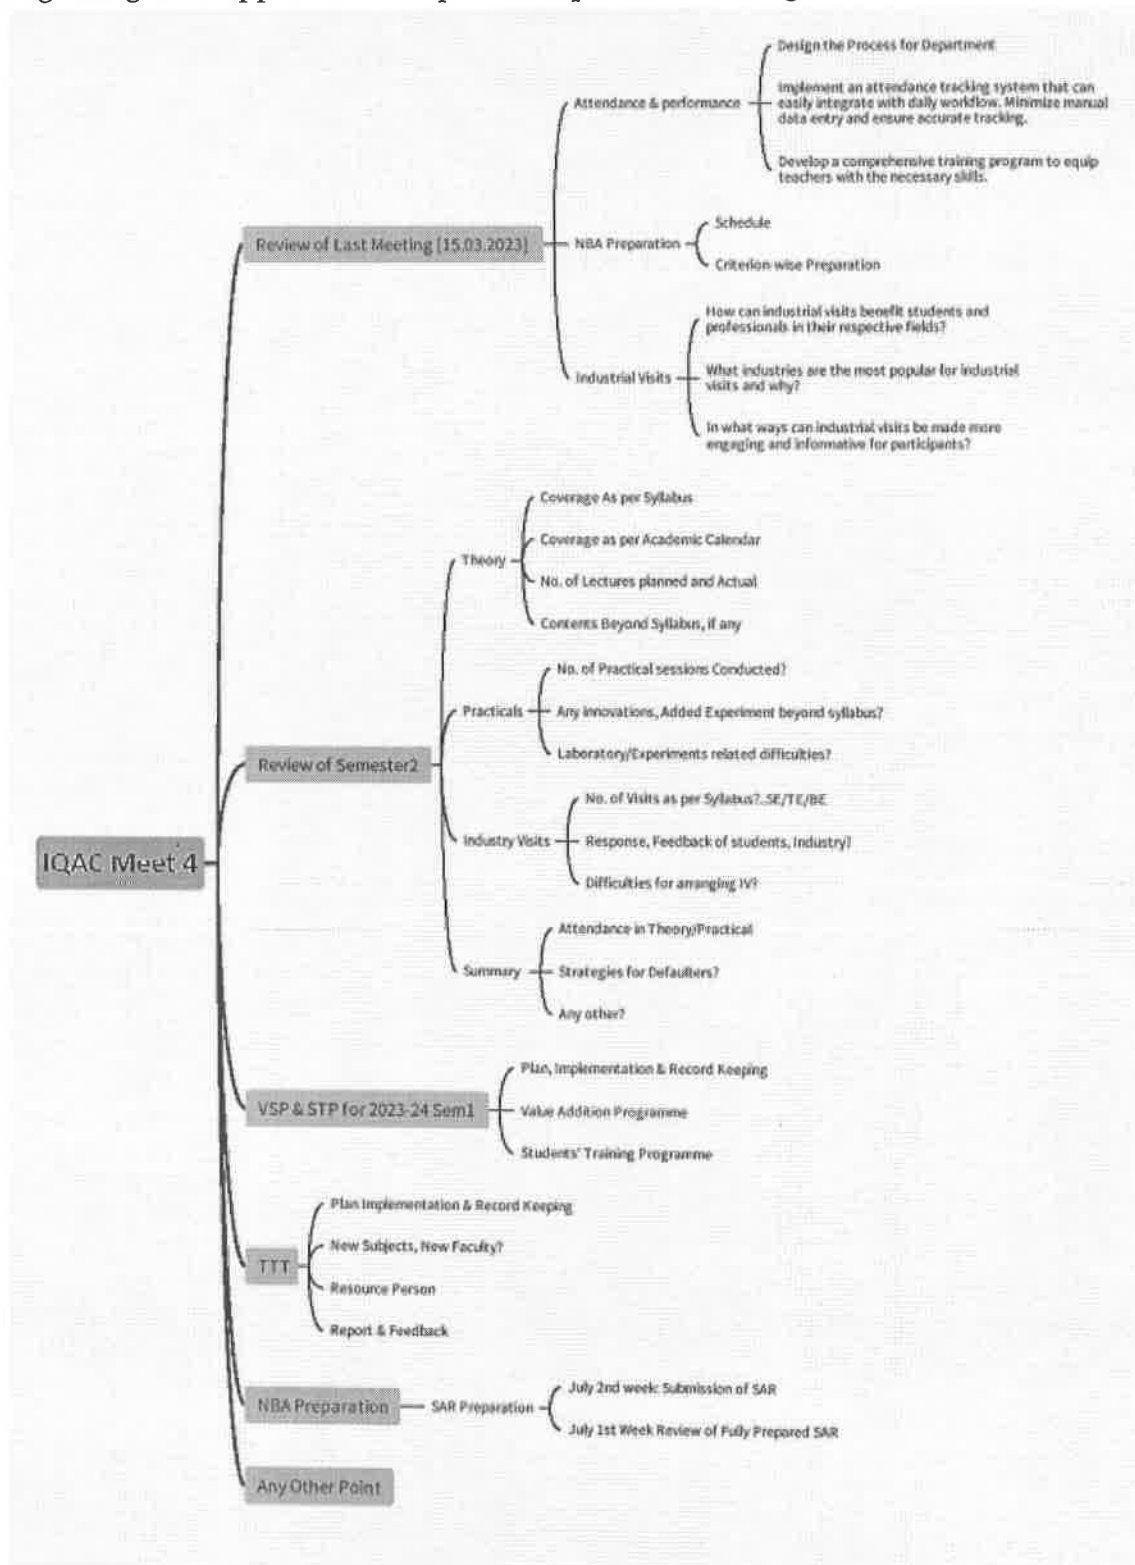 Design the Process for Department
Implement an attendance tracking system that can
easily integrate with daily workflow. Minimize manual
data entry and ensure accurate tracking.
Attendance & performance
Develop a comprehensive training program to equip
teachers with the necessary skills.
Review of Last Meeting [15.03.2023]
NBA Preparation
Schedule
Criterion wise Preparation
How can industrial visits benefit students and
professionals in their respective fields?
Industrial Visits
What industries are the most popular for industrial
visits and why?
In what ways can industrial visits be made more
engaging and informative for participants?
Coverage As per Syllabus
Coverage as per Academic Calendar
Theory
No. of Lectures planned and Actual
Contents Beyond Syllabus, if any
No. of Practical sessions Conducted?
Practicals
Any innovations, Added Experiment beyond syllabus?
Laboratory/Experiments related difficulties?
Review of Semester2
No. of Visits as per Syllabus?..SE/TE/BE
Industry Visits
Response, Feedback of students, Industry?
Difficulties for arranging IV?
IQAC Meet 4
Attendance in Theory/Practical
Summary
Strategies for Defaulters?
Any other?
Plan, Implementation & Record Keeping
VSP & STP for 2023-24 Sem1
Value Addition Programme
Students' Training Programme
Plan Implementation & Record Keeping
New Subjects, New Faculty?
TTT
Resource Person
Report & Feedback
July 2nd week: Submission of SAR
NBA Preparation
SAR Preparation
July 1st Week Review of Fully Prepared SAR
Any Other Point